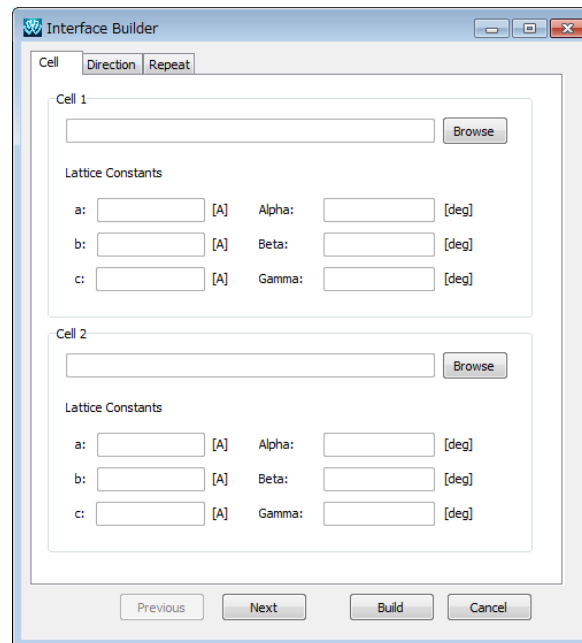 Interface Builder
Cell Direction Repeat
Cell 1
Browse
Lattice Constants
a: [A] Alpha: [deg]
b: [A] Beta: [deg]
c: [A] Gamma: [deg]
Cell 2
Browse
Lattice Constants
a: [A] Alpha: [deg]
b: [A] Beta: [deg]
c: [A] Gamma: [deg]
Previous Next Build Cancel